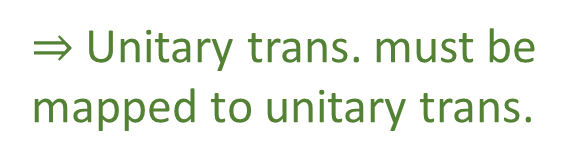 ⇒ Unitary trans. must be
mapped to unitary trans.